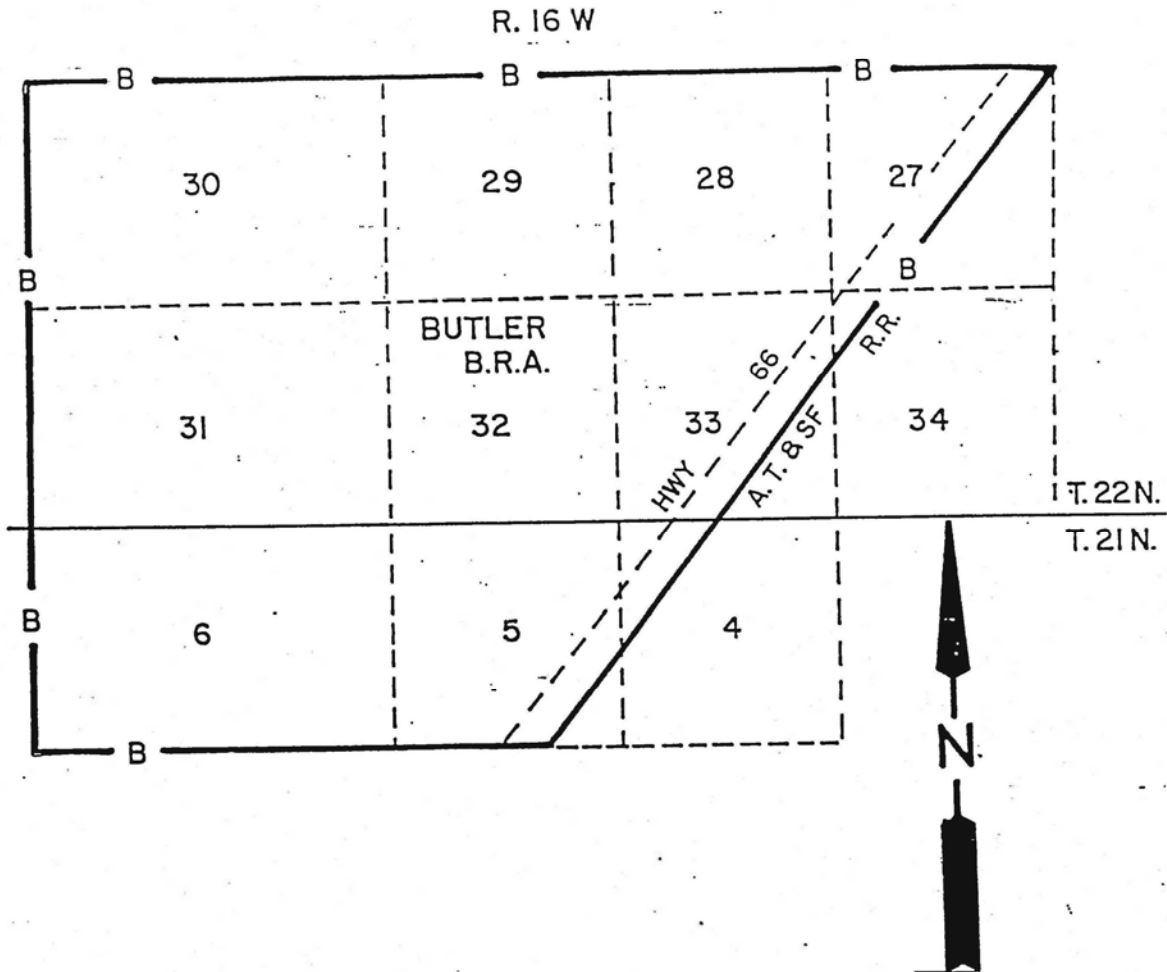 R. 16 W
B B B
30 29 28 27
B
B
BUTLER
B.R.A.
66
R.R.
31 32 33 34
A. T. & SF
HWY
T. 22 N.
T. 21 N.
B
6 5 4
N
B